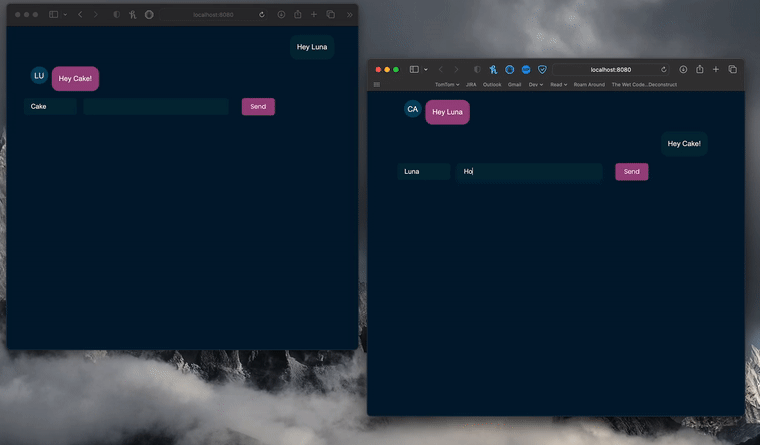 localhost:8080
Hey Luna
LU
Hey Cake!
Cake
Send
localhost:8080
TomTom
JIRA
Outlook
Gmail
Dev
Read
Roam Around
The Wet Code...Deconstruct
CA
Hey Luna
Hey Cake!
Luna
Ho
Send